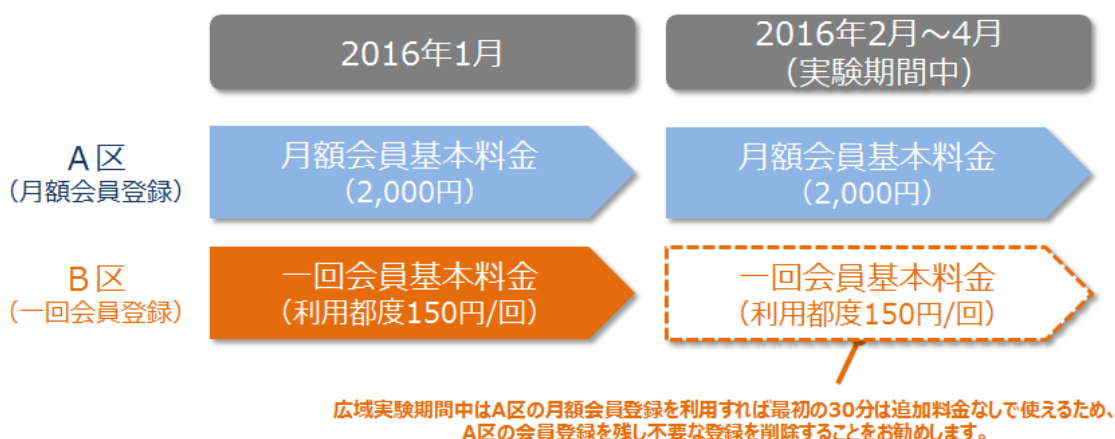 2016年1月
2016年2月～4月
（実験期間中）
A区
（月額会員登録）
月額会員基本料金
（2,000円）
月額会員基本料金
（2,000円）
B区
（一回会員登録）
一回会員基本料金
（利用都度150円/回）
一回会員基本料金
（利用都度150円/回）
広域実験期間中はA区の月額会員登録を利用すれば最初の30分は追加料金なしで使えるため、
A区の会員登録を残し不要な登録を削除することをお勧めします。